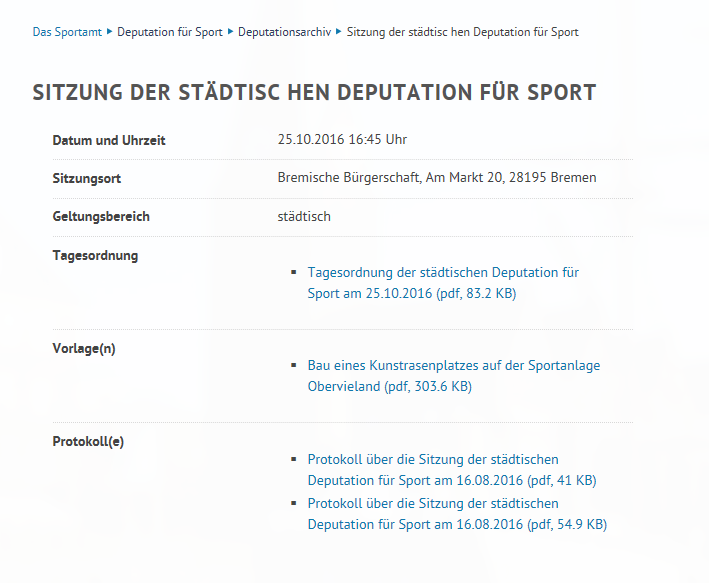 Das Sportamt ▸ Deputation für Sport ▸ Deputationsarchiv ▸ Sitzung der städtisc hen Deputation für Sport
SITZUNG DER STÄDTISC HEN DEPUTATION FÜR SPORT
Datum und Uhrzeit 25.10.2016 16:45 Uhr
Sitzungsort Bremische Bürgerschaft, Am Markt 20, 28195 Bremen
Geltungsbereich städtisch
Tagesordnung
▪ Tagesordnung der städtischen Deputation für
Sport am 25.10.2016 (pdf, 83.2 KB)
Vorlage(n)
▪ Bau eines Kunstrasenplatzes auf der Sportanlage
Obervieland (pdf, 303.6 KB)
Protokoll(e)
▪ Protokoll über die Sitzung der städtischen
Deputation für Sport am 16.08.2016 (pdf, 41 KB)
▪ Protokoll über die Sitzung der städtischen
Deputation für Sport am 16.08.2016 (pdf, 54.9 KB)